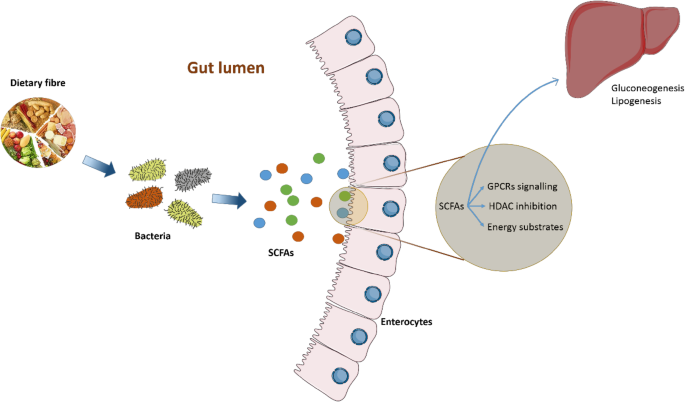 Gut lumen
Dietary fibre
Gluconeogenesis
Lipogenesis
GPCRs signalling
SCFAs
HDAC inhibition
Energy substrates
Bacteria
SCFAs
Enterocytes